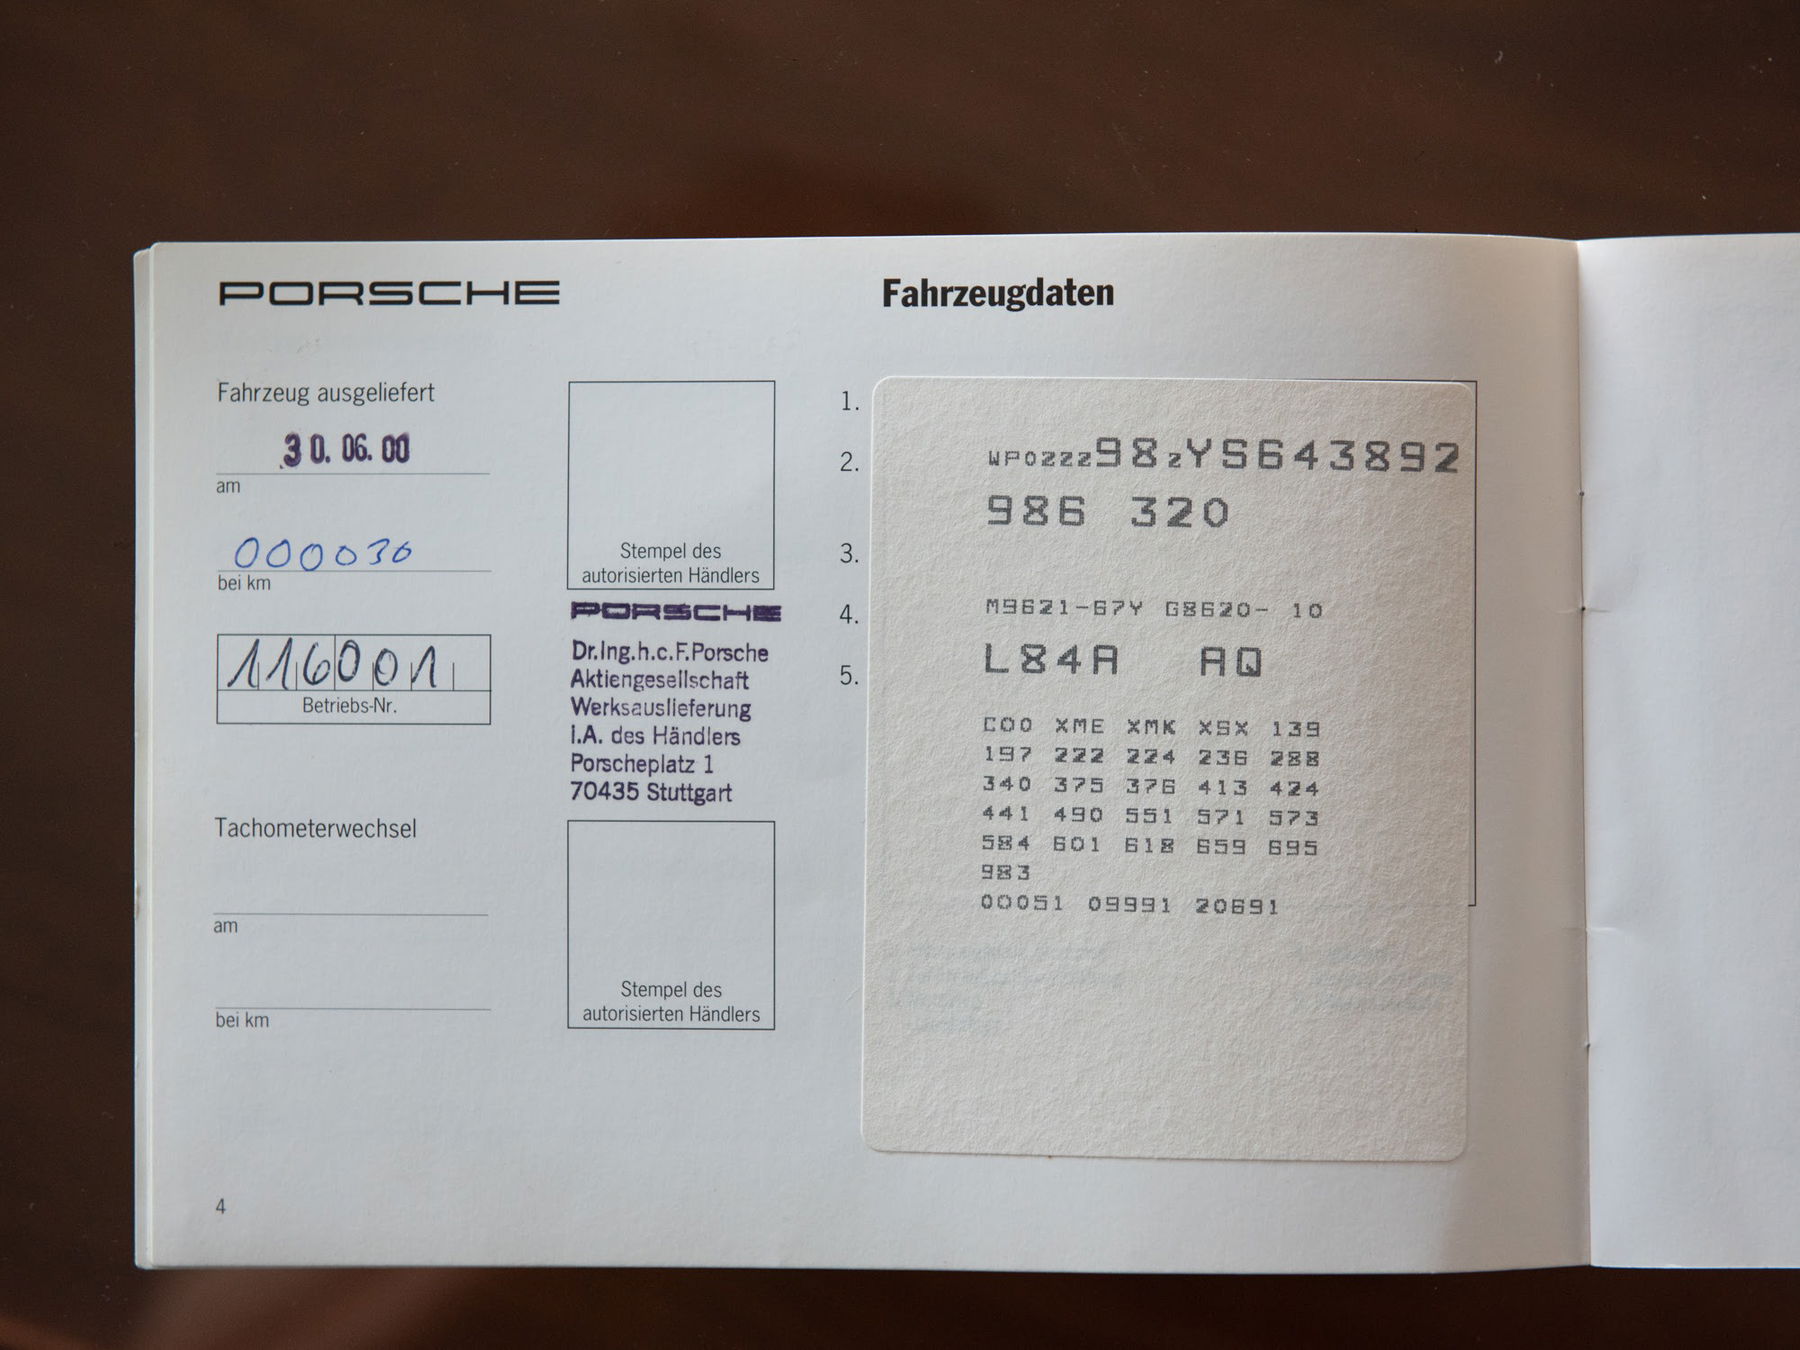 PORSCHE
Fahrzeug ausgeliefert
30. 06. 00
am
000036
bei km
116001
Betriebs-Nr.
Tachometerwechsel
am
bei km
4
Stempel des
autorisierten Händlers
PORSCHE
Dr.Ing.h.c.F.Porsche
Aktiengesellschaft
Werksauslieferung
i.A. des Händlers
Porscheplatz 1
70435 Stuttgart
Stempel des
autorisierten Händlers
Fahrzeugdaten
1.
2.
3.
4.
5.
WP0ZZZ98ZYS643892
986 320
M9621-67Y G8620- 10
L84A AQ
C00 XME XMK XSX 139
197 222 224 236 288
340 375 376 413 424
441 490 551 571 573
584 601 618 659 695
983
00051 09991 20691